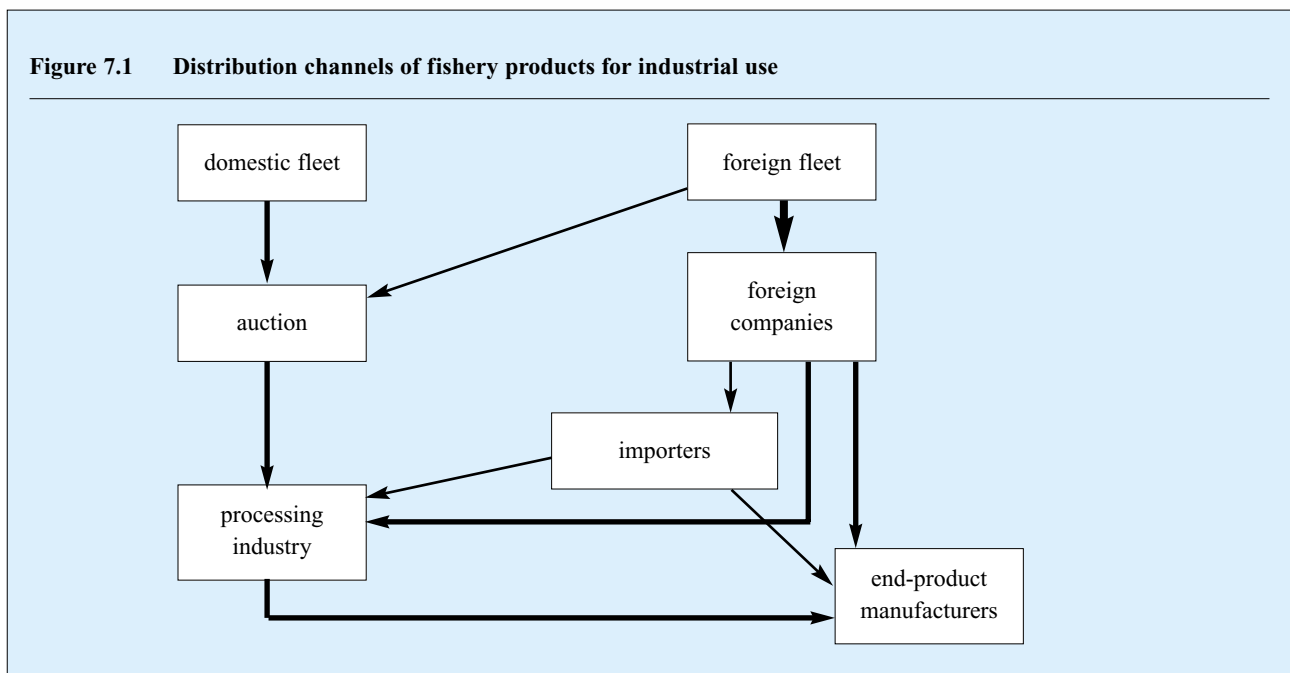 Figure 7.1 Distribution channels of fishery products for industrial use
domestic fleet
foreign fleet
auction
foreign
companies
importers
processing
industry
end-product
manufacturers